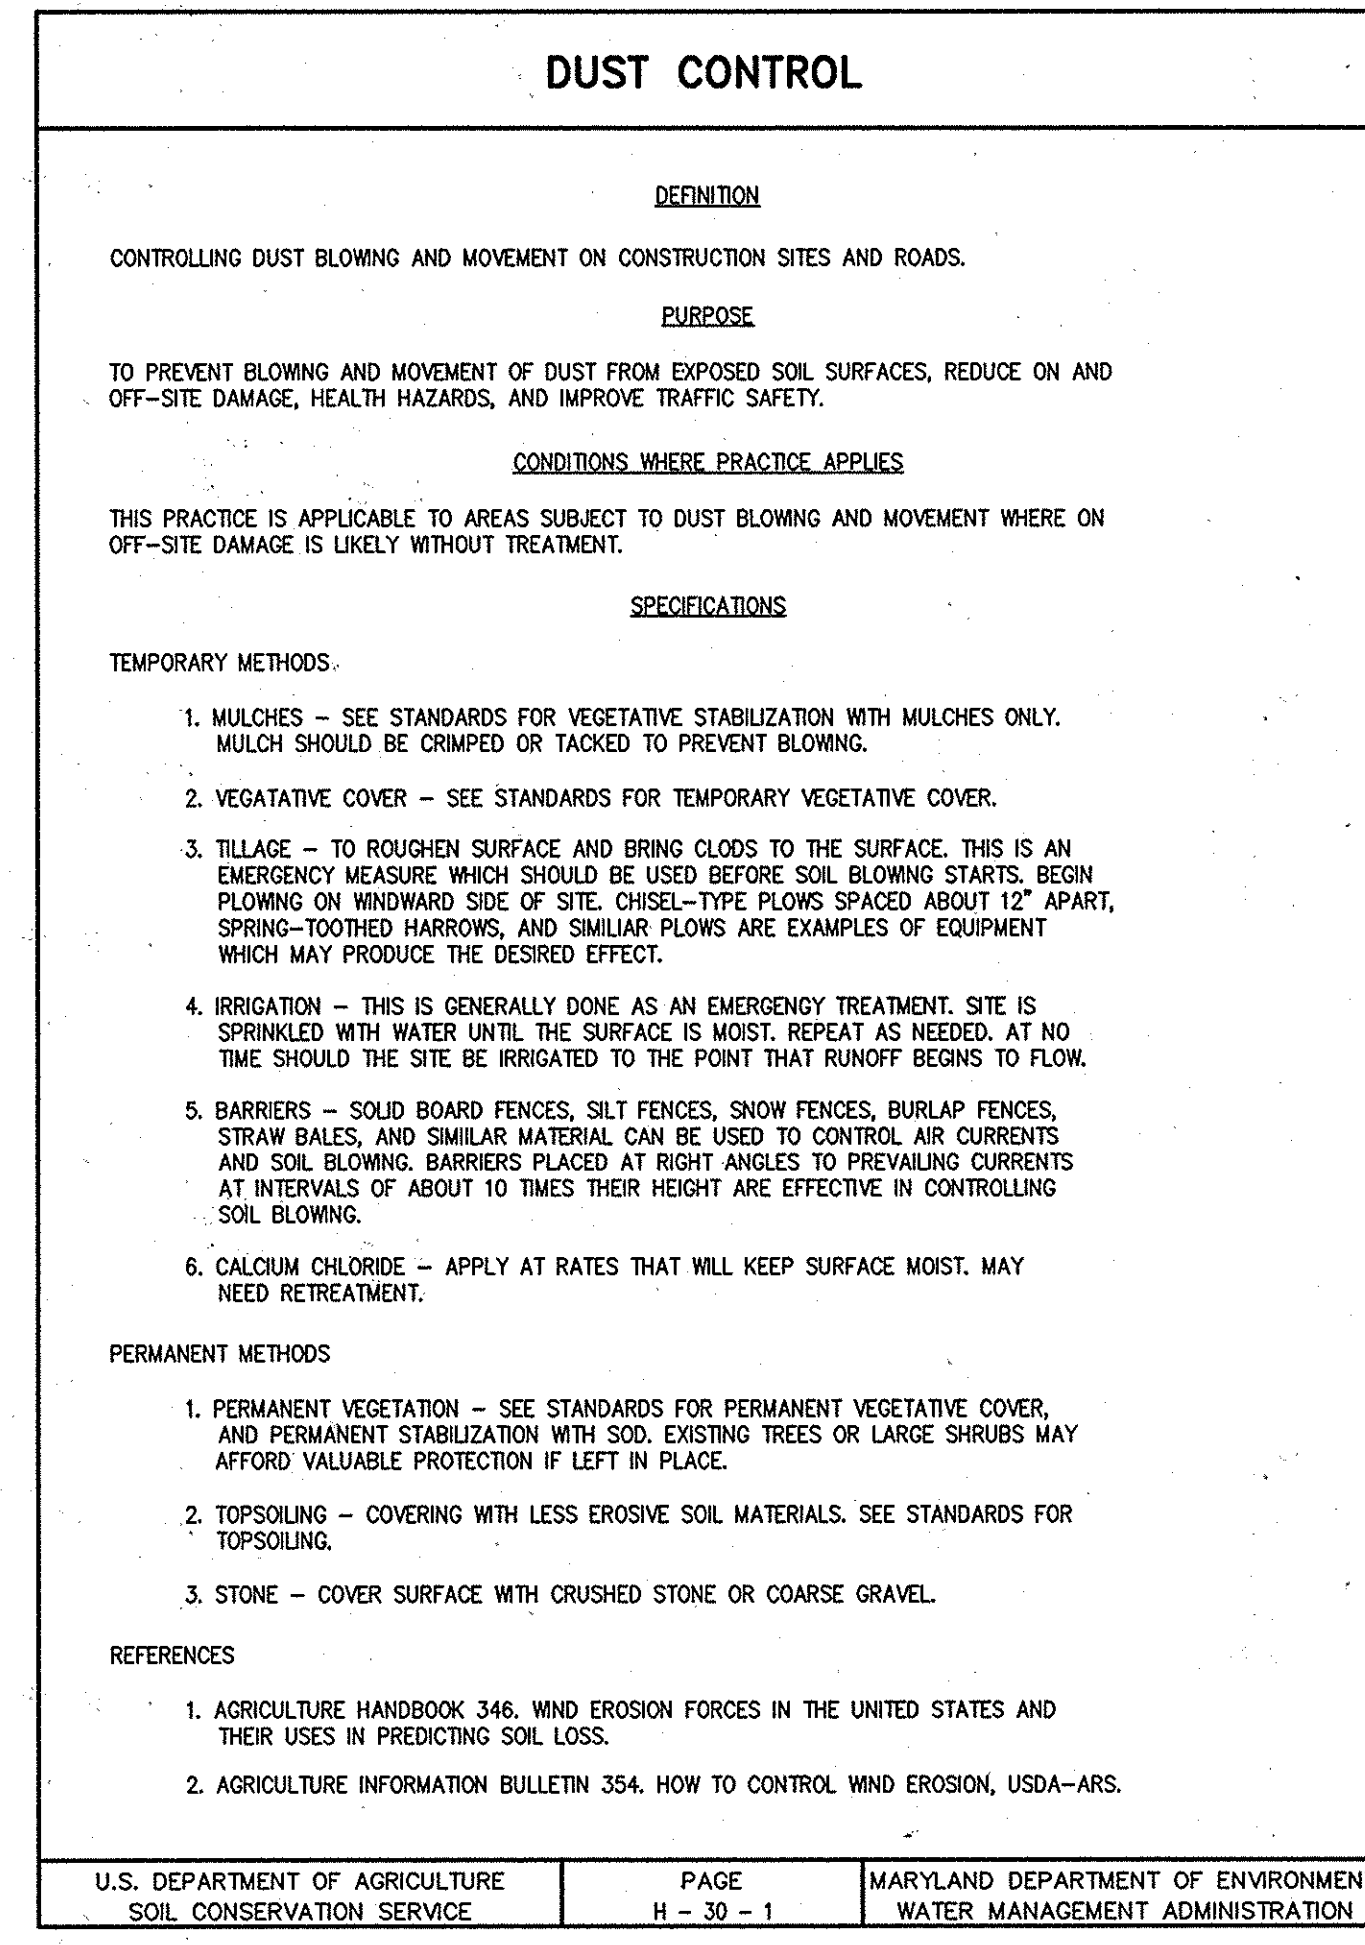 DUST CONTROL
DEFINITION
CONTROLLING DUST BLOWING AND MOVEMENT ON CONSTRUCTION SITES AND ROADS.
PURPOSE
TO PREVENT BLOWING AND MOVEMENT OF DUST FROM EXPOSED SOIL SURFACES, REDUCE ON AND
OFF-SITE DAMAGE, HEALTH HAZARDS, AND IMPROVE TRAFFIC SAFETY.
CONDITIONS WHERE PRACTICE APPLIES
THIS PRACTICE IS APPLICABLE TO AREAS SUBJECT TO DUST BLOWING AND MOVEMENT WHERE ON
OFF-SITE DAMAGE IS LIKELY WITHOUT TREATMENT.
SPECIFICATIONS
TEMPORARY METHODS
1. MULCHES - SEE STANDARDS FOR VEGETATIVE STABILIZATION WITH MULCHES ONLY.
MULCH SHOULD BE CRIMPED OR TACKED TO PREVENT BLOWING.
2. VEGATATIVE COVER - SEE STANDARDS FOR TEMPORARY VEGETATIVE COVER.
3. TILLAGE - TO ROUGHEN SURFACE AND BRING CLODS TO THE SURFACE. THIS IS AN
EMERGENCY MEASURE WHICH SHOULD BE USED BEFORE SOIL BLOWING STARTS. BEGIN
PLOWING ON WINDWARD SIDE OF SITE. CHISEL-TYPE PLOWS SPACED ABOUT 12" APART,
SPRING-TOOTHED HARROWS, AND SIMILIAR PLOWS ARE EXAMPLES OF EQUIPMENT
WHICH MAY PRODUCE THE DESIRED EFFECT.
4. IRRIGATION - THIS IS GENERALLY DONE AS AN EMERGENGY TREATMENT. SITE IS
SPRINKLED WITH WATER UNTIL THE SURFACE IS MOIST. REPEAT AS NEEDED. AT NO
TIME SHOULD THE SITE BE IRRIGATED TO THE POINT THAT RUNOFF BEGINS TO FLOW.
5. BARRIERS - SOLID BOARD FENCES, SILT FENCES, SNOW FENCES, BURLAP FENCES,
STRAW BALES, AND SIMIILAR MATERIAL CAN BE USED TO CONTROL AIR CURRENTS
AND SOIL BLOWING. BARRIERS PLACED AT RIGHT ANGLES TO PREVAILING CURRENTS
AT INTERVALS OF ABOUT 10 TIMES THEIR HEIGHT ARE EFFECTIVE IN CONTROLLING
SOIL BLOWING.
6. CALCIUM CHLORIDE - APPLY AT RATES THAT WILL KEEP SURFACE MOIST. MAY
NEED RETREATMENT.
PERMANENT METHODS
1. PERMANENT VEGETATION - SEE STANDARDS FOR PERMANENT VEGETATIVE COVER,
AND PERMANENT STABILIZATION WITH SOD. EXISTING TREES OR LARGE SHRUBS MAY
AFFORD VALUABLE PROTECTION IF LEFT IN PLACE.
2. TOPSOILING - COVERING WITH LESS EROSIVE SOIL MATERIALS. SEE STANDARDS FOR
TOPSOILING.
3. STONE - COVER SURFACE WITH CRUSHED STONE OR COARSE GRAVEL.
REFERENCES
1. AGRICULTURE HANDBOOK 346. WIND EROSION FORCES IN THE UNITED STATES AND
THEIR USES IN PREDICTING SOIL LOSS.
2. AGRICULTURE INFORMATION BULLETIN 354. HOW TO CONTROL WIND EROSION, USDA-ARS.
U.S. DEPARTMENT OF AGRICULTURE
SOIL CONSERVATION SERVICE
PAGE
H - 30 - 1
MARYLAND DEPARTMENT OF ENVIRONMEN
WATER MANAGEMENT ADMINISTRATION